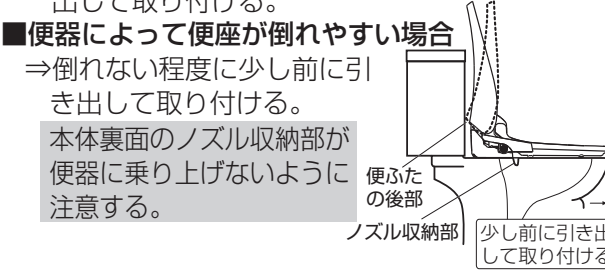 出して取り付ける。
■便器によって便座が倒れやすい場合
⇒倒れない程度に少し前に引
き出して取り付ける。
本体裏面のノズル収納部が
便器に乗り上げないように
注意する。
便ふた
の後部
ノズル収納部
少し前に引き出
して取り付ける